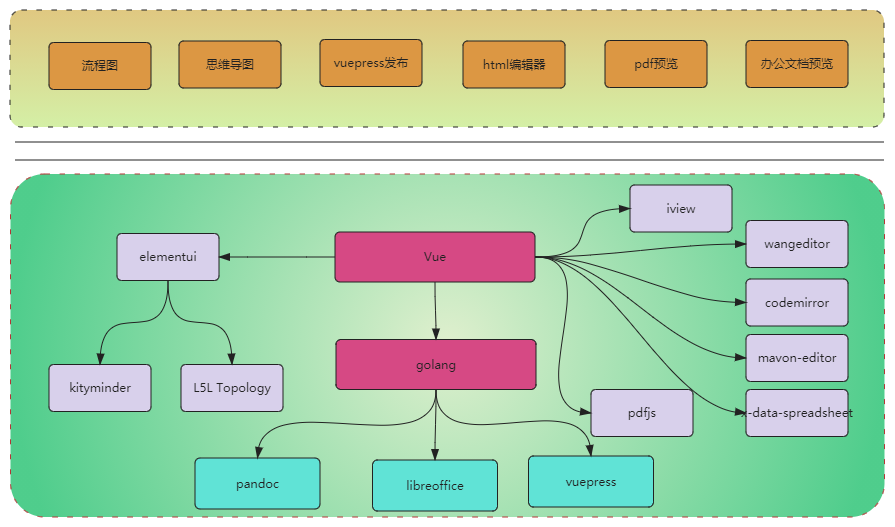 流程图
思维导图
vuepress发布
html编辑器
pdf预览
办公文档预览
iview
elementui
Vue
wangeditor
codemirror
golang
mavon-editor
kityminder
L5L Topology
pdfjs
x-data-spreadsheet
pandoc
libreoffice
vuepress